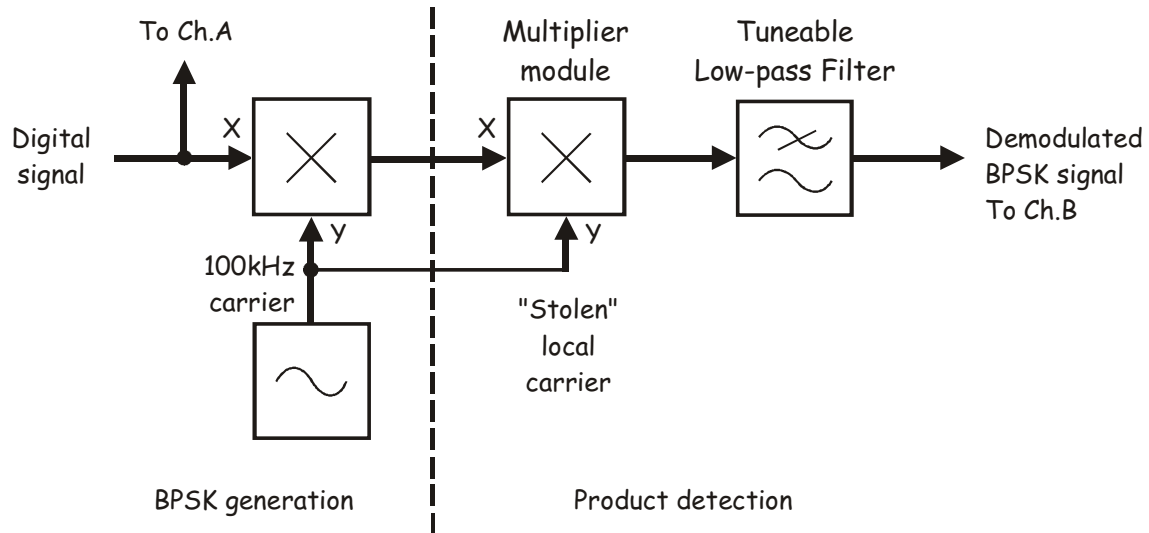 To Ch.A
Digital
signal
X
Y
100kHz
carrier
BPSK generation
Multiplier
module
X
Y
"Stolen"
local
carrier
Tuneable
Low-pass Filter
Demodulated
BPSK signal
To Ch.B
Product detection